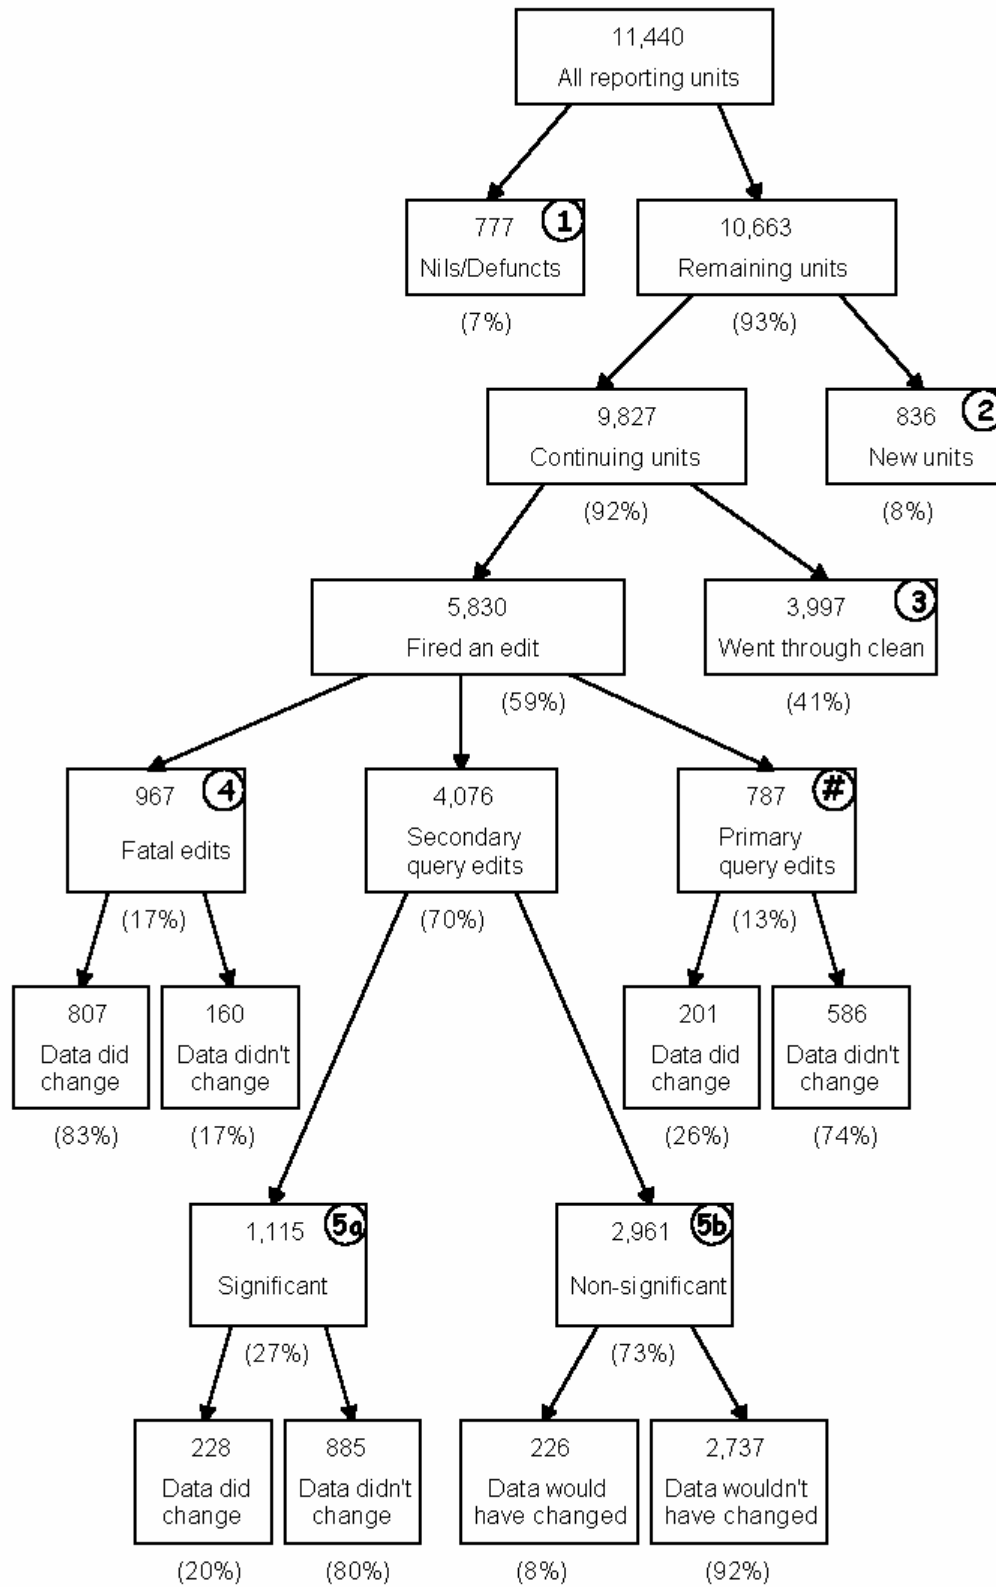 11,440
All reporting units
777
1
Nils/Defuncts
(7%)
10,663
Remaining units
(93%)
9,827
Continuing units
(92%)
836
2
New units
(8%)
5,830
Fired an edit
(59%)
3,997
3
Went through clean
(41%)
967
4
Fatal edits
(17%)
4,076
Secondary
query edits
(70%)
787
#
Primary
query edits
(13%)
807
Data did
change
(83%)
160
Data didn't
change
(17%)
201
Data did
change
(26%)
586
Data didn't
change
(74%)
1,115
5a
Significant
(27%)
2,961
5b
Non-significant
(73%)
228
Data did
change
(20%)
885
Data didn't
change
(80%)
226
Data would
have changed
(8%)
2,737
Data wouldn't
have changed
(92%)